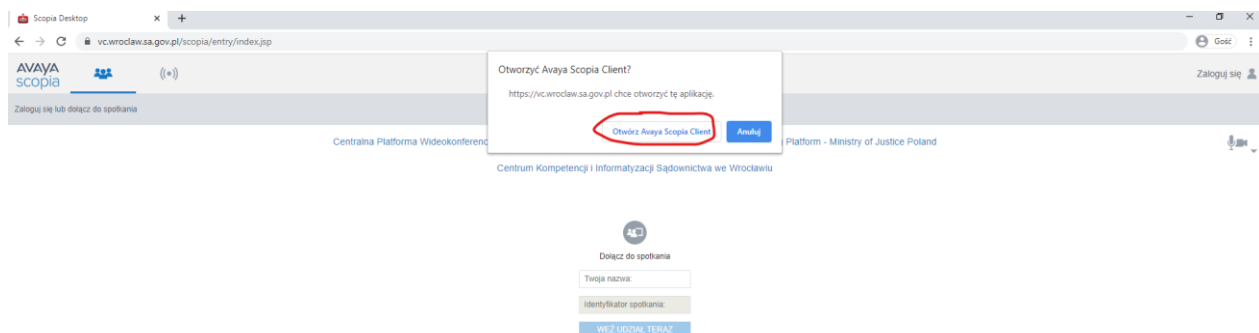 Scopia Desktop
vc.wroclaw.sa.gov.pl/scopia/entry/index.jsp
Gość
AVAYA
scopia
Zaloguj się
Zaloguj się lub dołącz do spotkania
Otworzyć Avaya Scopia Client?
https://vc.wroclaw.sa.gov.pl chce otworzyć tę aplikację.
Otwórz Avaya Scopia Client
Anuluj
Centralna Platforma Wideokonferenc
Platform - Ministry of Justice Poland
Centrum Kompetencji i Informatyzacji Sądownictwa we Wrocławiu
Dołącz do spotkania
Twoja nazwa:
Identyfikator spotkania:
WEŹ UDZIAŁ TERAZ